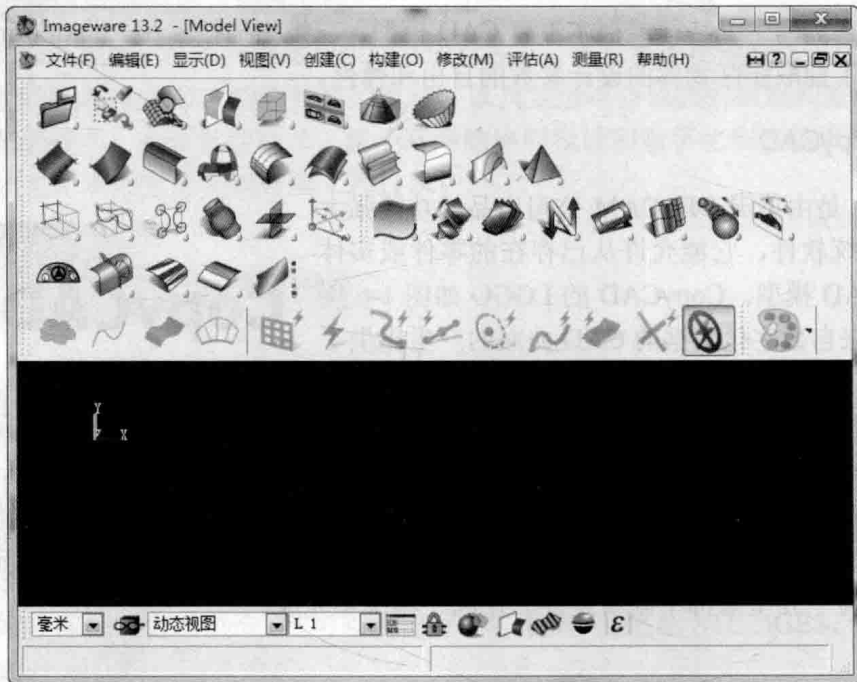 Imageware 13.2 - [Model View]
文件(F) 编辑(E) 显示(D) 视图(V) 创建(C) 构建(O) 修改(M) 评估(A) 测量(R) 帮助(H)
Y
Z X
毫米 动态视图 L 1 ε